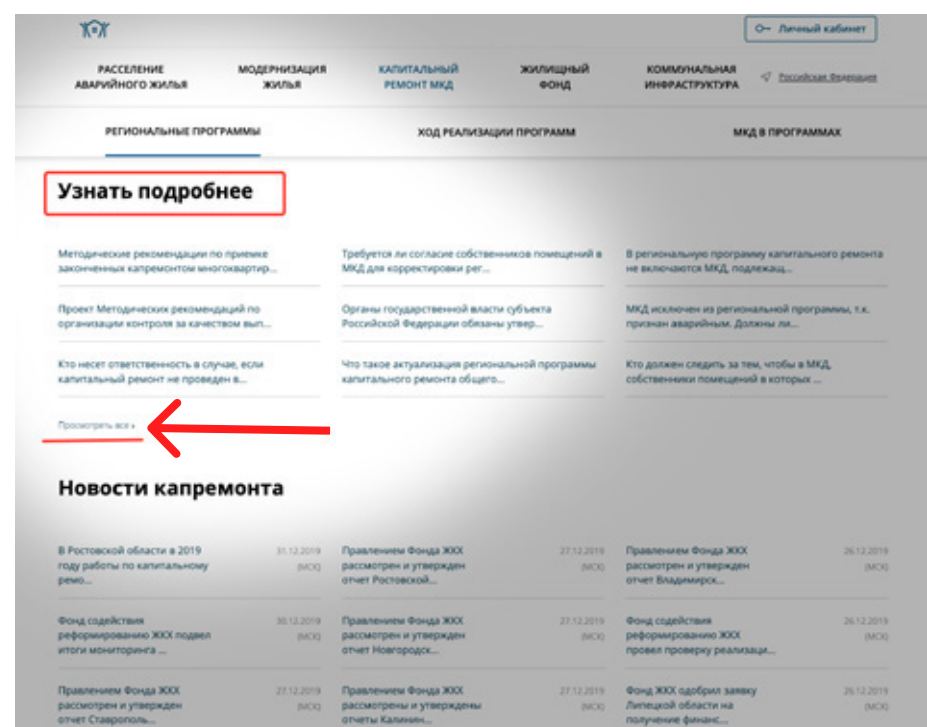 Личный кабинет
РАССЕЛЕНИЕ
АВАРИЙНОГО ЖИЛЬЯ
МОДЕРНИЗАЦИЯ
ЖИЛЬЯ
КАПИТАЛЬНЫЙ
РЕМОНТ МКД
ЖИЛИЩНЫЙ
ФОНД
КОММУНАЛЬНАЯ
ИНФРАСТРУКТУРА
Российская Федерация
РЕГИОНАЛЬНЫЕ ПРОГРАММЫ
ХОД РЕАЛИЗАЦИИ ПРОГРАММ
МКД В ПРОГРАММАХ
Узнать подробнее
Методические рекомендации по приемке
законченных капремонтом многоквартир...
Требуется ли согласие собственников помещений в
МКД для корректировки рег...
В региональную программу капитального ремонта
не включаются МКД, подлежащ...
Проект Методических рекомендаций по
организации контроля за качеством вып...
Органы государственной власти субъекта
Российской Федерации обязаны утвер...
МКД исключен из региональной программы, т.к.
признан аварийным. Должны ли...
Кто несет ответственность в случае, если
капитальный ремонт не проведен в...
Что такое актуализация региональной программы
капитального ремонта общего...
Кто должен следить за тем, чтобы в МКД,
собственники помещений в которых ...
Просмотреть все
Новости капремонта
В Ростовской области в 2019
году работы по капитальному
ремо...
31.12.2019
(МСК)
Правлением Фонда ЖКХ
рассмотрен и утвержден
отчет Ростовской...
27.12.2019
(МСК)
Правлением Фонда ЖКХ
рассмотрен и утвержден
отчет Владимирск...
26.12.2019
(МСК)
Фонд содействия
реформированию ЖКХ подвел
итоги мониторинга ...
30.12.2019
(МСК)
Правлением Фонда ЖКХ
рассмотрен и утвержден
отчет Новгородск...
27.12.2019
(МСК)
Фонд содействия
реформированию ЖКХ
провел проверку реализаци...
26.12.2019
(МСК)
Правлением Фонда ЖКХ
рассмотрен и утвержден
отчет Ставрополь...
27.12.2019
(МСК)
Правлением Фонда ЖКХ
рассмотрены и утверждены
отчеты Калинин...
27.12.2019
(МСК)
Фонд ЖКХ одобрил заявку
Липецкой области на
получение финанс...
26.12.2019
(МСК)